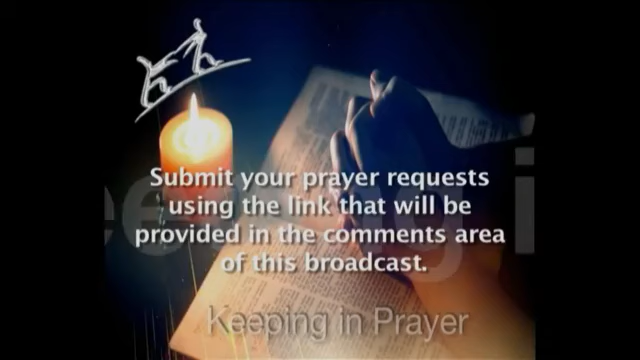 Submit your prayer requests
using the link that will be
provided in the comments area
of this broadcast.
Keeping in Prayer